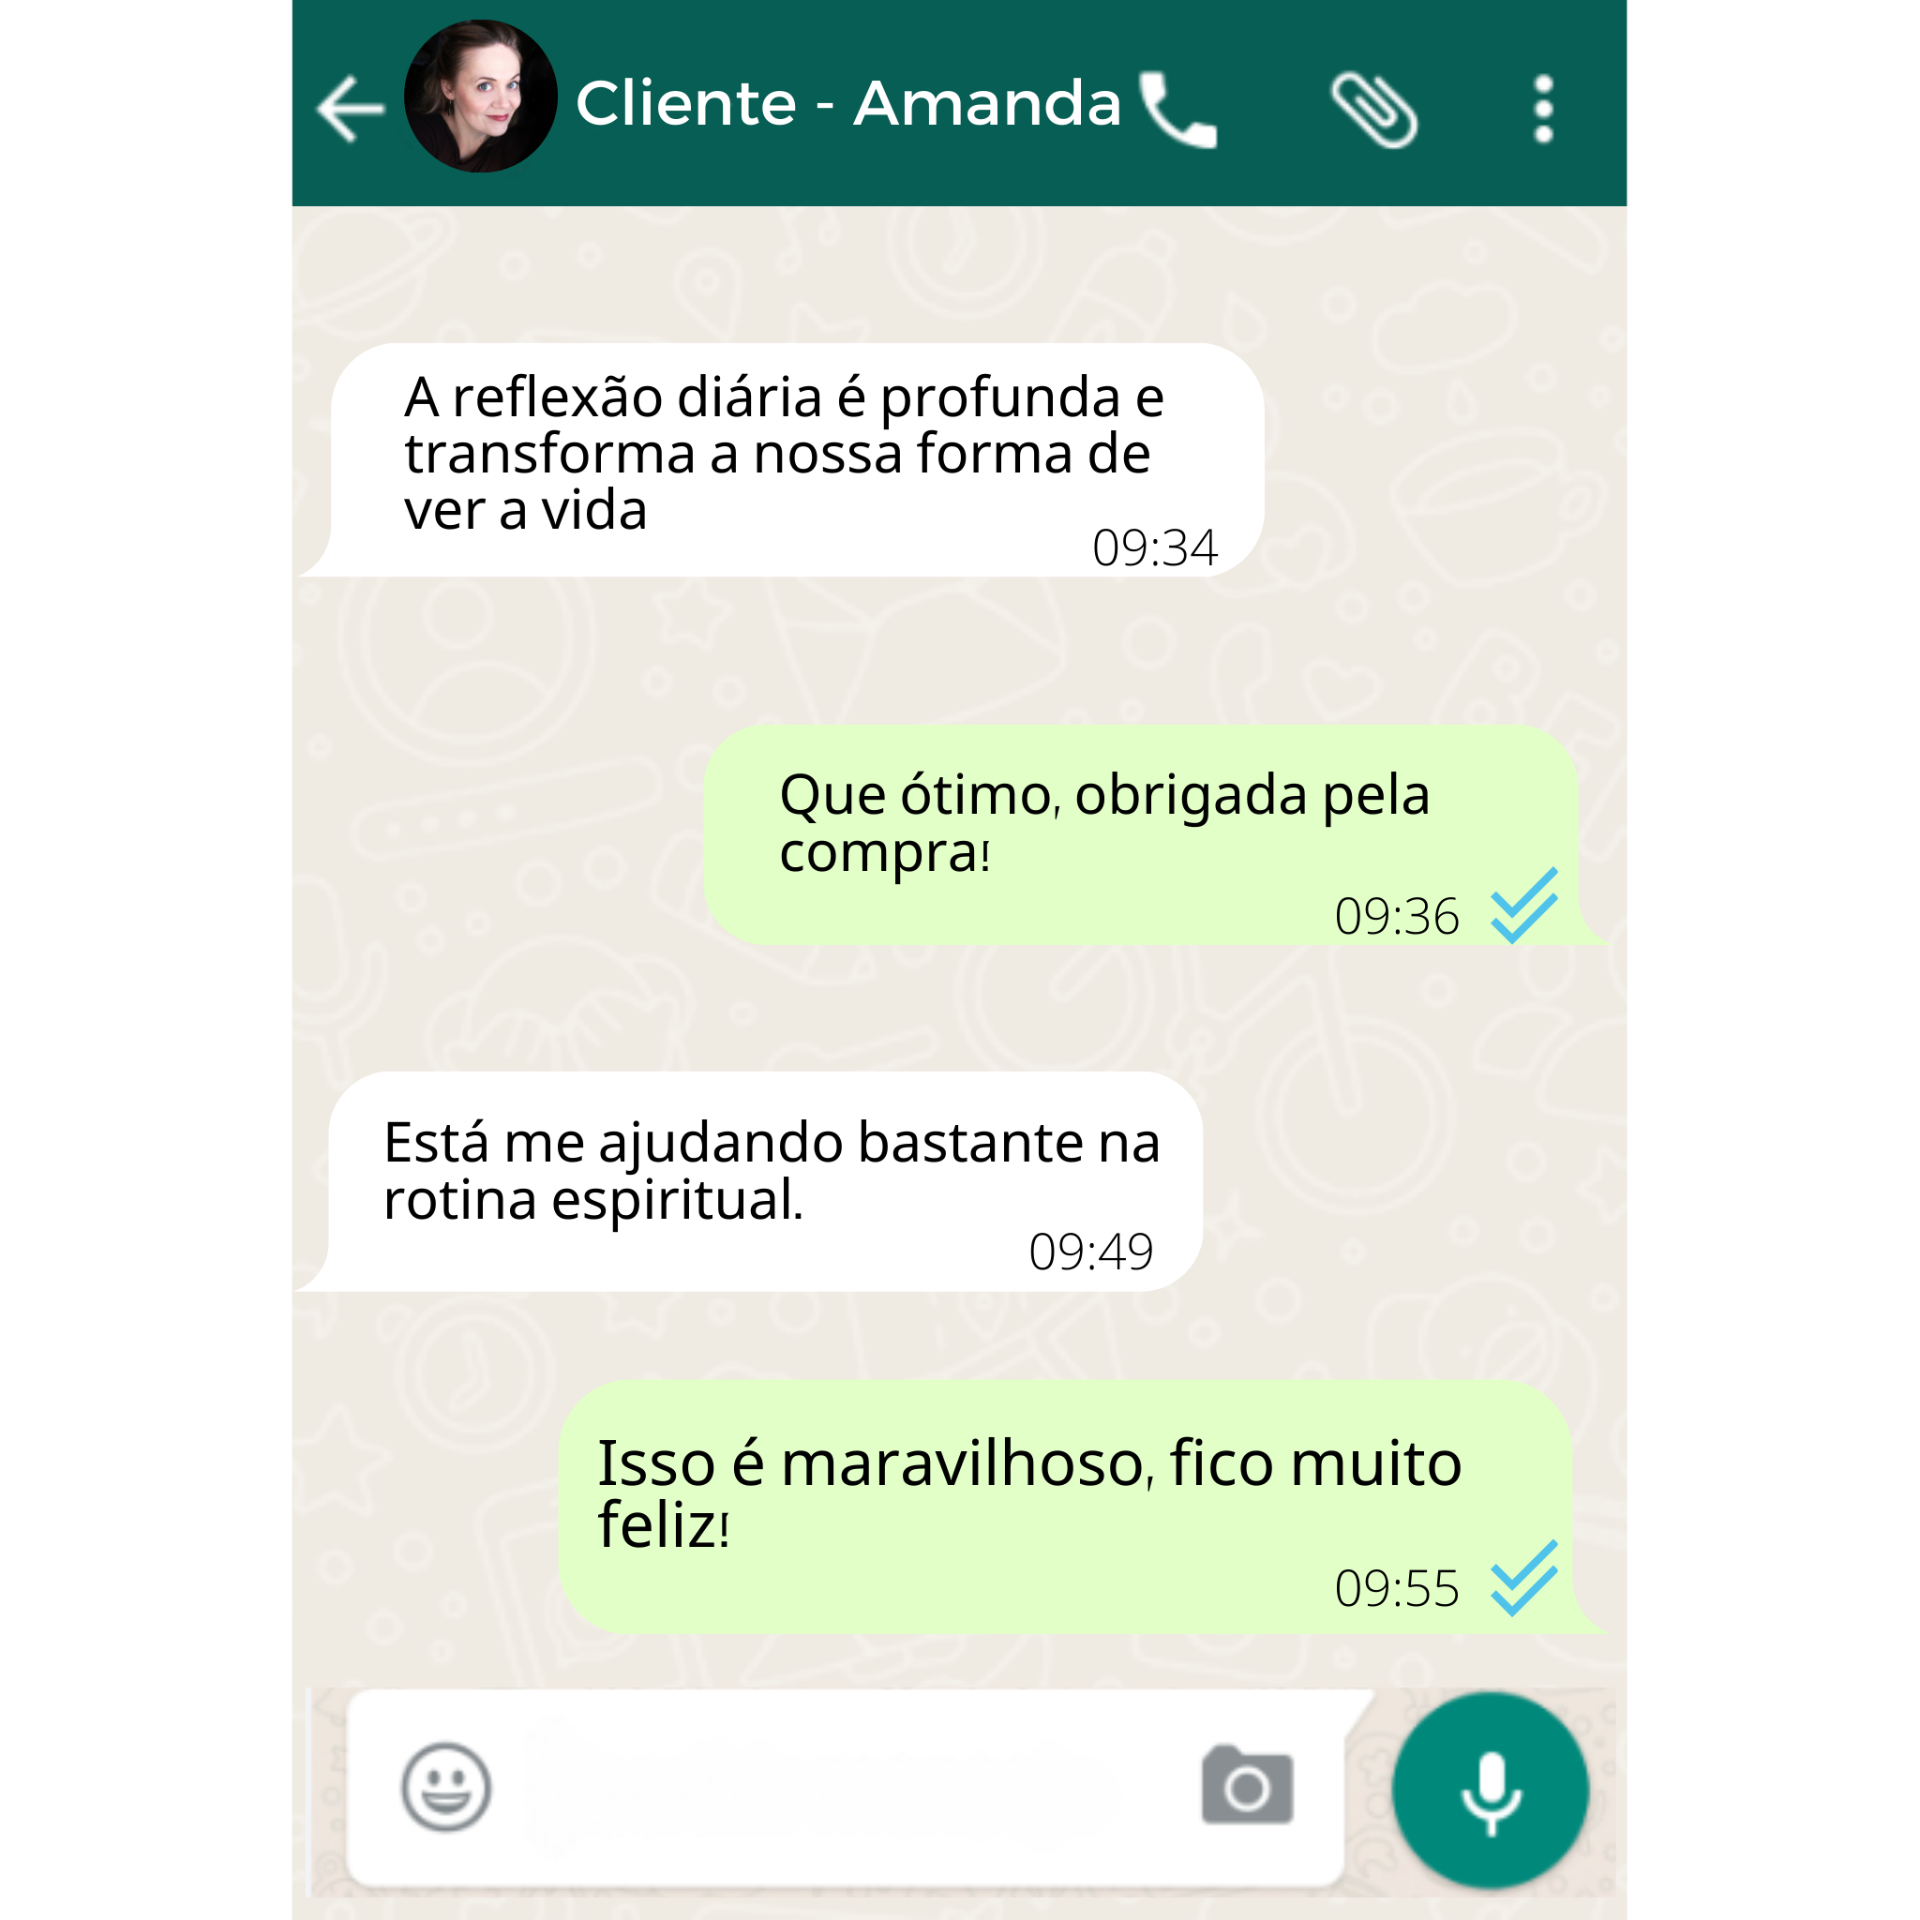 Cliente - Amanda
A reflexão diária é profunda e
transforma a nossa forma de
ver a vida
09:34
Que ótimo, obrigada pela
compra!
09:36
Está me ajudando bastante na
rotina espiritual.
09:49
Isso é maravilhoso, fico muito
feliz!
09:55